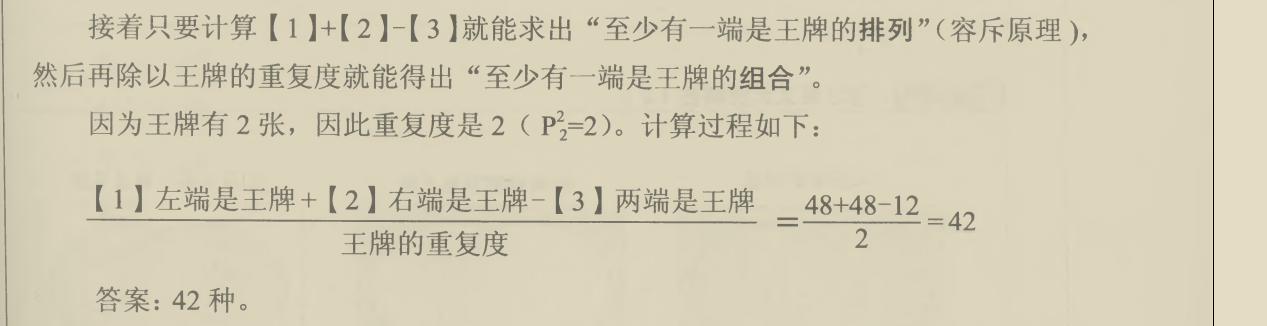 接着只要计算【1】+【2】-【3】就能求出“至少有一端是王牌的排列”(容斥原理),
然后再除以王牌的重复度就能得出“至少有一端是王牌的组合”。
因为王牌有2张，因此重复度是2（P²₂=2）。计算过程如下：
【1】左端是王牌+【2】右端是王牌-【3】两端是王牌
王牌的重复度
= 48+48-12 / 2 = 42
答案：42种。